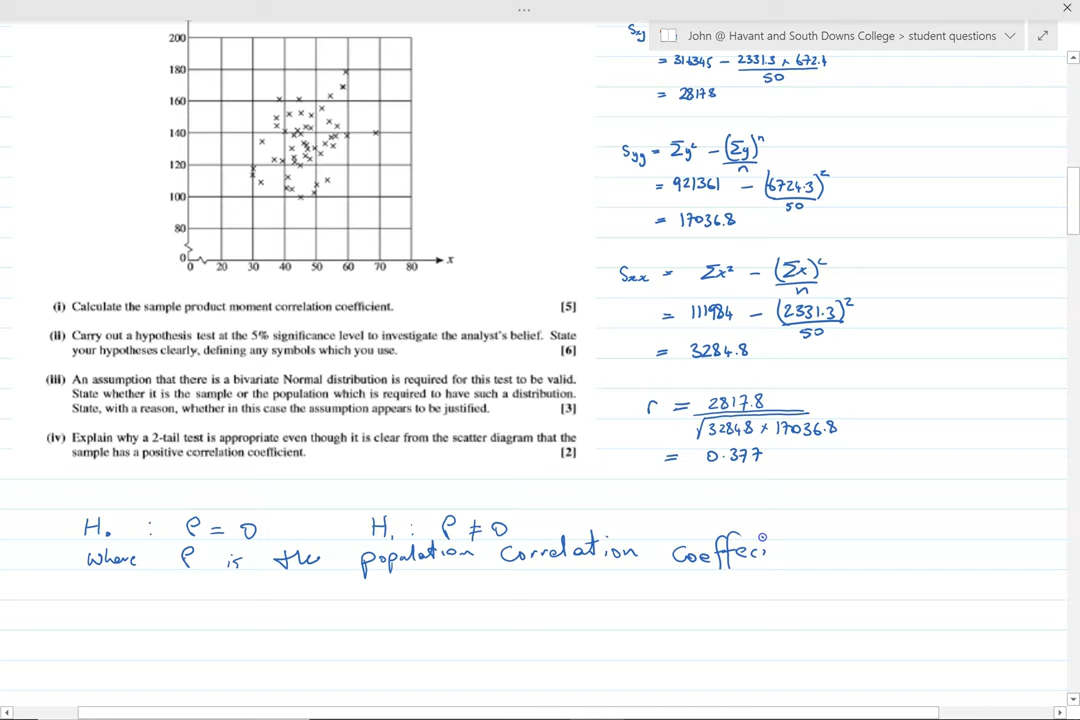 ...
John @ Havant and South Downs College > student questions
Sxy
= 314345 - 2331.3 × 672.4
50
= 28178
200
180
160
140
120
100
80
0
0 20 30 40 50 60 70 80 x
(i) Calculate the sample product moment correlation coefficient. [5]
(ii) Carry out a hypothesis test at the 5% significance level to investigate the analyst's belief. State
your hypotheses clearly, defining any symbols which you use. [6]
(iii) An assumption that there is a bivariate Normal distribution is required for this test to be valid.
State whether it is the sample or the population which is required to have such a distribution.
State, with a reason, whether in this case the assumption appears to be justified. [3]
(iv) Explain why a 2-tail test is appropriate even though it is clear from the scatter diagram that the
sample has a positive correlation coefficient. [2]
Syy = Σy² - (Σy)ⁿ
n
= 921361 - (6724.3)²
50
= 17036.8
Sxx = Σx² - (Σx)²
n
= 111984 - (2331.3)²
50
= 3284.8
r = 2817.8
√3284.8 × 17036.8
= 0.377
H₀ : ρ = 0 H₁ : ρ ≠ 0
where ρ is the population correlation coeffeci